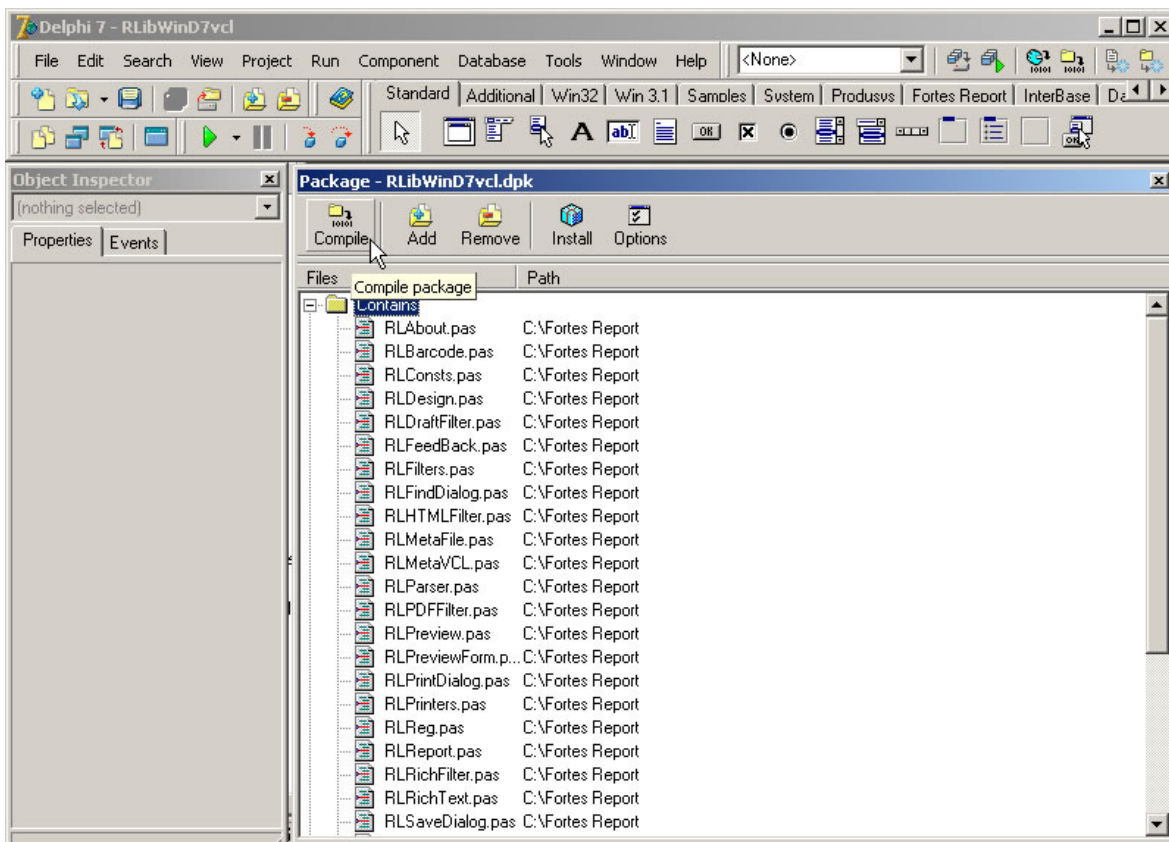 Delphi 7 - RLibWinD7vcl
File Edit Search View Project Run Component Database Tools Window Help <None>
Standard Additional Win32 Win 3.1 Samples System Produsys Fortes Report InterBase
Object Inspector
(nothing selected)
Properties Events
Package - RLibWinD7vcl.dpk
Compile Add Remove Install Options
Files Path
Compile package
Contains
RLAbout.pas C:\Fortes Report
RLBarcode.pas C:\Fortes Report
RLConsts.pas C:\Fortes Report
RLDesign.pas C:\Fortes Report
RLDraftFilter.pas C:\Fortes Report
RLFeedBack.pas C:\Fortes Report
RLFilters.pas C:\Fortes Report
RLFindDialog.pas C:\Fortes Report
RLHTMLFilter.pas C:\Fortes Report
RLMetaFile.pas C:\Fortes Report
RLMetaVCL.pas C:\Fortes Report
RLParser.pas C:\Fortes Report
RLPDFFilter.pas C:\Fortes Report
RLPreview.pas C:\Fortes Report
RLPreviewForm.p... C:\Fortes Report
RLPrintDialog.pas C:\Fortes Report
RLPrinters.pas C:\Fortes Report
RLReg.pas C:\Fortes Report
RLReport.pas C:\Fortes Report
RLRichFilter.pas C:\Fortes Report
RLRichText.pas C:\Fortes Report
RLSaveDialog.pas C:\Fortes Report